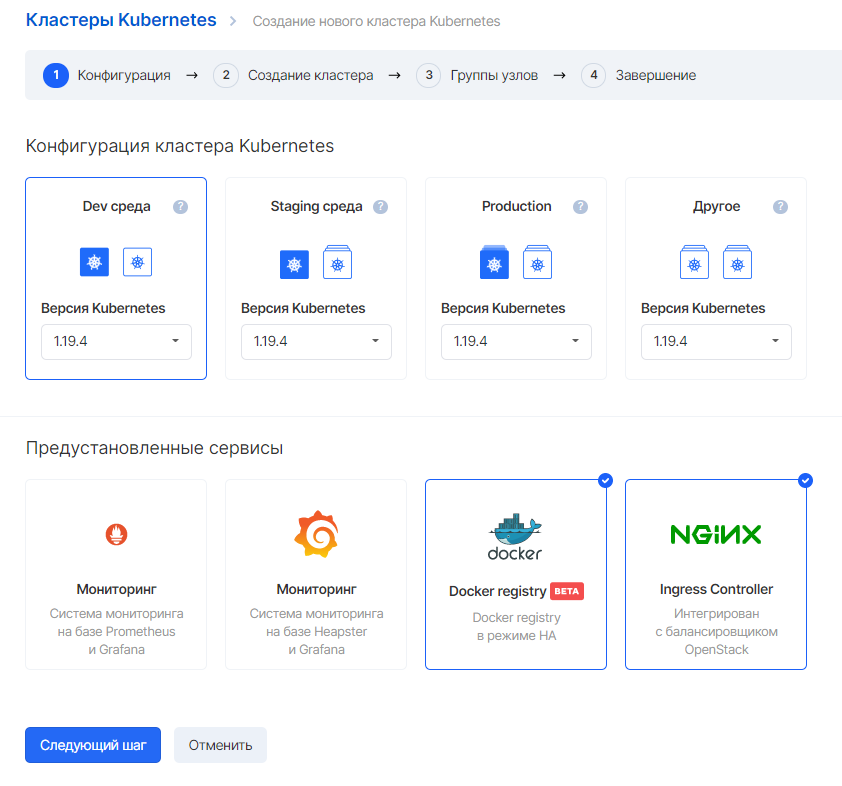 Кластеры Kubernetes > Создание нового кластера Kubernetes
1 Конфигурация → 2 Создание кластера → 3 Группы узлов → 4 Завершение
Конфигурация кластера Kubernetes
Dev среда ?
Версия Kubernetes
1.19.4
Staging среда ?
Версия Kubernetes
1.19.4
Production ?
Версия Kubernetes
1.19.4
Другое ?
Версия Kubernetes
1.19.4
Предустановленные сервисы
Мониторинг
Система мониторинга
на базе Prometheus
и Grafana
Мониторинг
Система мониторинга
на базе Heapster
и Grafana
docker
Docker registry BETA
Docker registry
в режиме HA
NGINX
Ingress Controller
Интегрирован
с балансировщиком
OpenStack
Следующий шаг
Отменить